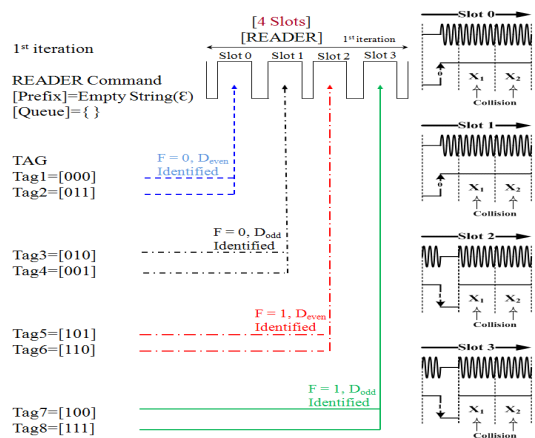 [4 Slots]
[READER]
1st iteration
1st iteration
Slot 0 Slot 1 Slot 2 Slot 3
READER Command
[Prefix]=Empty String(Ɛ)
[Queue]={ }
TAG
Tag1=[000]
Tag2=[011]
F = 0, Deven
Identified
Tag3=[010]
Tag4=[001]
F = 0, Dodd
Identified
Tag5=[101]
Tag6=[110]
F = 1, Deven
Identified
Tag7=[100]
Tag8=[111]
F = 1, Dodd
Identified
Slot 0
0 X1 X2
Collision
Slot 1
0 X1 X2
Collision
Slot 2
X1 X2
Collision
Slot 3
X1 X2
Collision